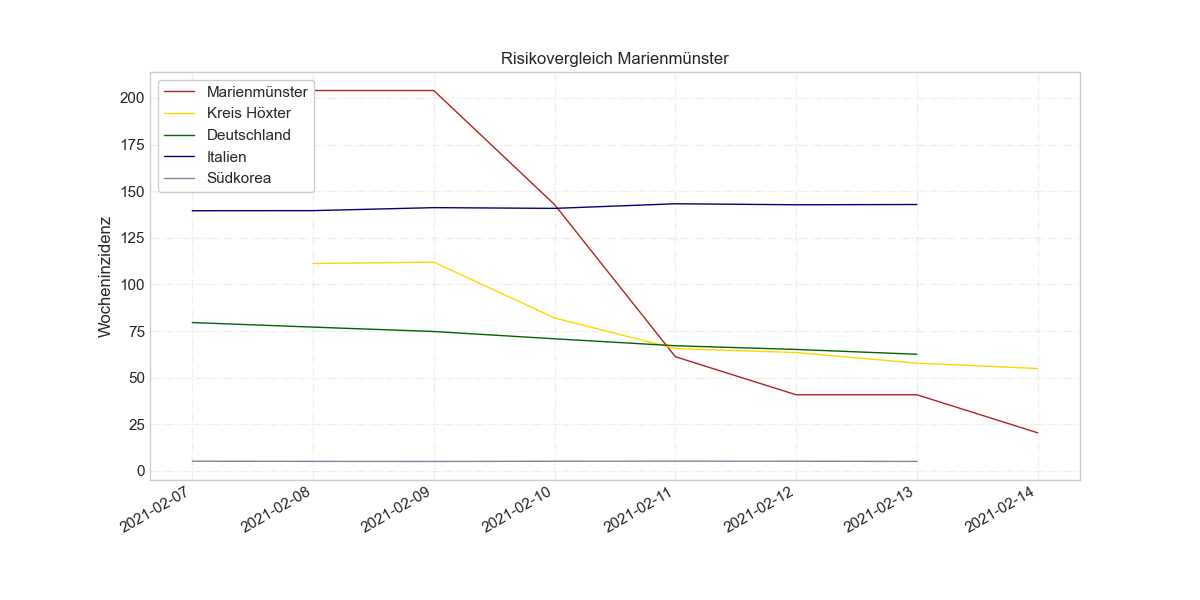 Risikovergleich Marienmünster
Marienmünster
Kreis Höxter
Deutschland
Italien
Südkorea
Wocheninzidenz
200
175
150
125
100
75
50
25
0
2021-02-07
2021-02-08
2021-02-09
2021-02-10
2021-02-11
2021-02-12
2021-02-13
2021-02-14